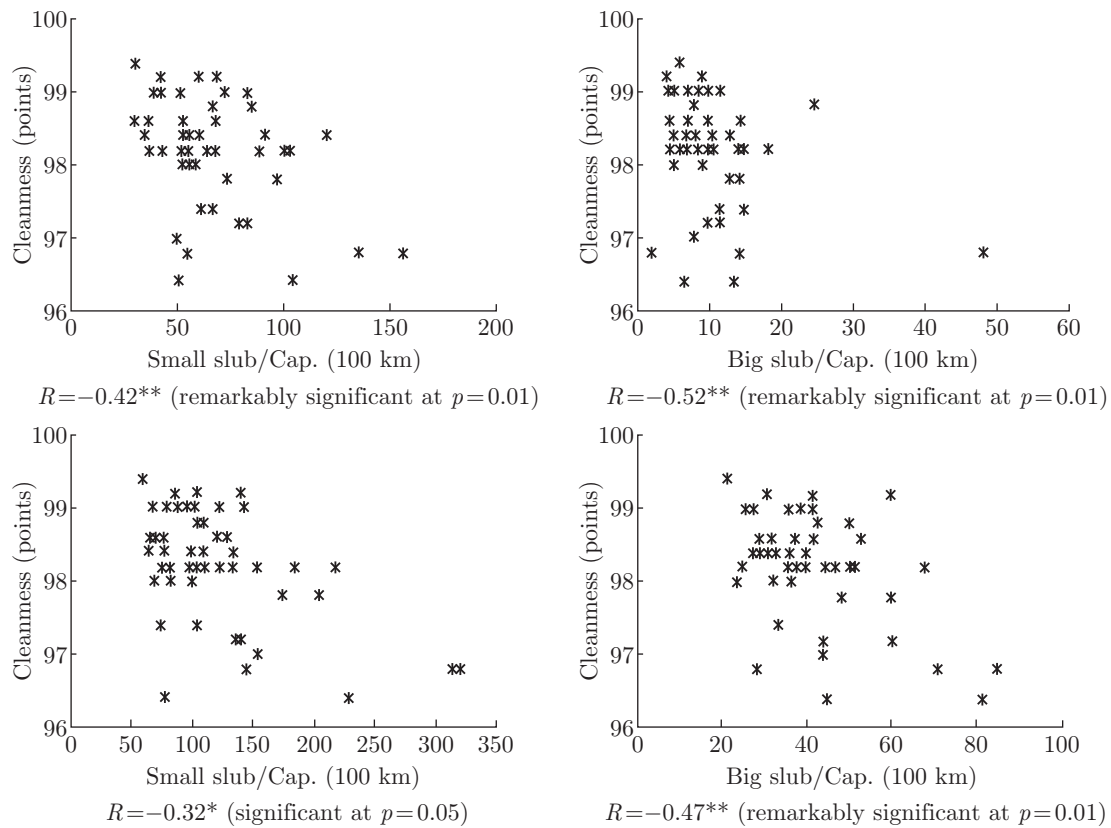 Cleanmess (points)
100
99
98
97
96
0 50 100 150 200
Small slub/Cap. (100 km)
R=−0.42** (remarkably significant at p=0.01)
Cleanmess (points)
100
99
98
97
96
0 10 20 30 40 50 60
Big slub/Cap. (100 km)
R=−0.52** (remarkably significant at p=0.01)
Cleanmess (points)
100
99
98
97
96
0 50 100 150 200 250 300 350
Small slub/Cap. (100 km)
R=−0.32* (significant at p=0.05)
Cleanmess (points)
100
99
98
97
96
0 20 40 60 80 100
Big slub/Cap. (100 km)
R=−0.47** (remarkably significant at p=0.01)